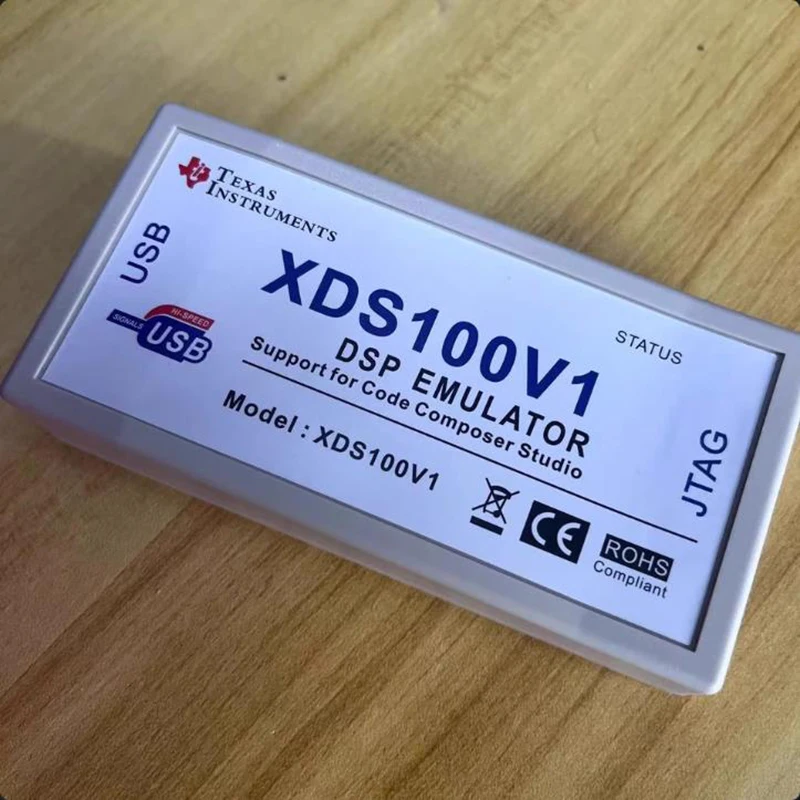 TEXAS
INSTRUMENTS
USB
HI-SPEED
SIGNALS
USB
XDS100V1
DSP EMULATOR
Support for Code Composer Studio
Model : XDS100V1
STATUS
JTAG
CE
ROHS
Compliant